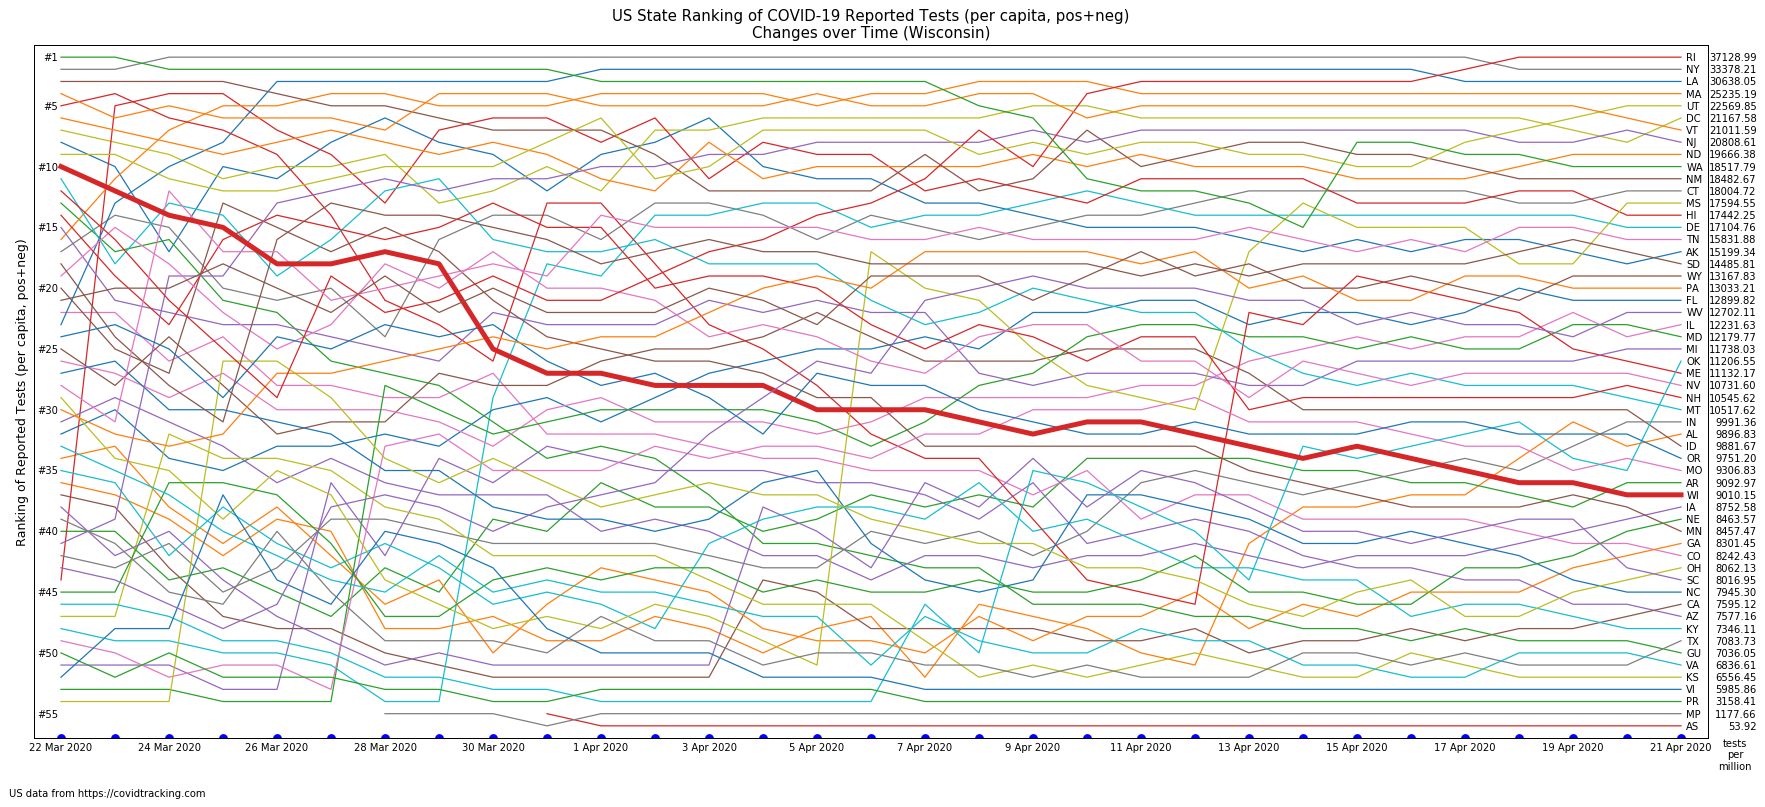 US State Ranking of COVID-19 Reported Tests (per capita, pos+neg)
Changes over Time (Wisconsin)
Ranking of Reported Tests (per capita, pos+neg)
#1
#5
#10
#15
#20
#25
#30
#35
#40
#45
#50
#55
RI 37128.99
NY 33378.21
LA 30638.05
MA 25235.19
UT 22569.85
DC 21167.58
VT 21011.59
NJ 20808.61
ND 19666.38
WA 18517.79
NM 18482.67
CT 18004.72
MS 17594.55
HI 17442.25
DE 17104.76
TN 15831.88
AK 15199.34
SD 14485.81
WY 13167.83
PA 13033.21
FL 12899.82
WV 12702.11
IL 12231.63
MD 12179.77
MI 11738.03
OK 11206.55
ME 11132.17
NV 10731.60
NH 10545.62
MT 10517.62
IN 9991.36
AL 9896.83
ID 9881.67
OR 9751.20
MO 9306.83
AR 9092.97
WI 9010.15
IA 8752.58
NE 8463.57
MN 8457.47
GA 8301.45
CO 8242.43
OH 8062.13
SC 8016.95
NC 7945.30
CA 7595.12
AZ 7577.16
KY 7346.11
TX 7083.73
GU 7036.05
VA 6836.61
KS 6556.45
VI 5985.86
PR 3158.41
MP 1177.66
AS 53.92
22 Mar 2020 24 Mar 2020 26 Mar 2020 28 Mar 2020 30 Mar 2020 1 Apr 2020 3 Apr 2020 5 Apr 2020 7 Apr 2020 9 Apr 2020 11 Apr 2020 13 Apr 2020 15 Apr 2020 17 Apr 2020 19 Apr 2020 21 Apr 2020
tests
per
million
US data from https://covidtracking.com